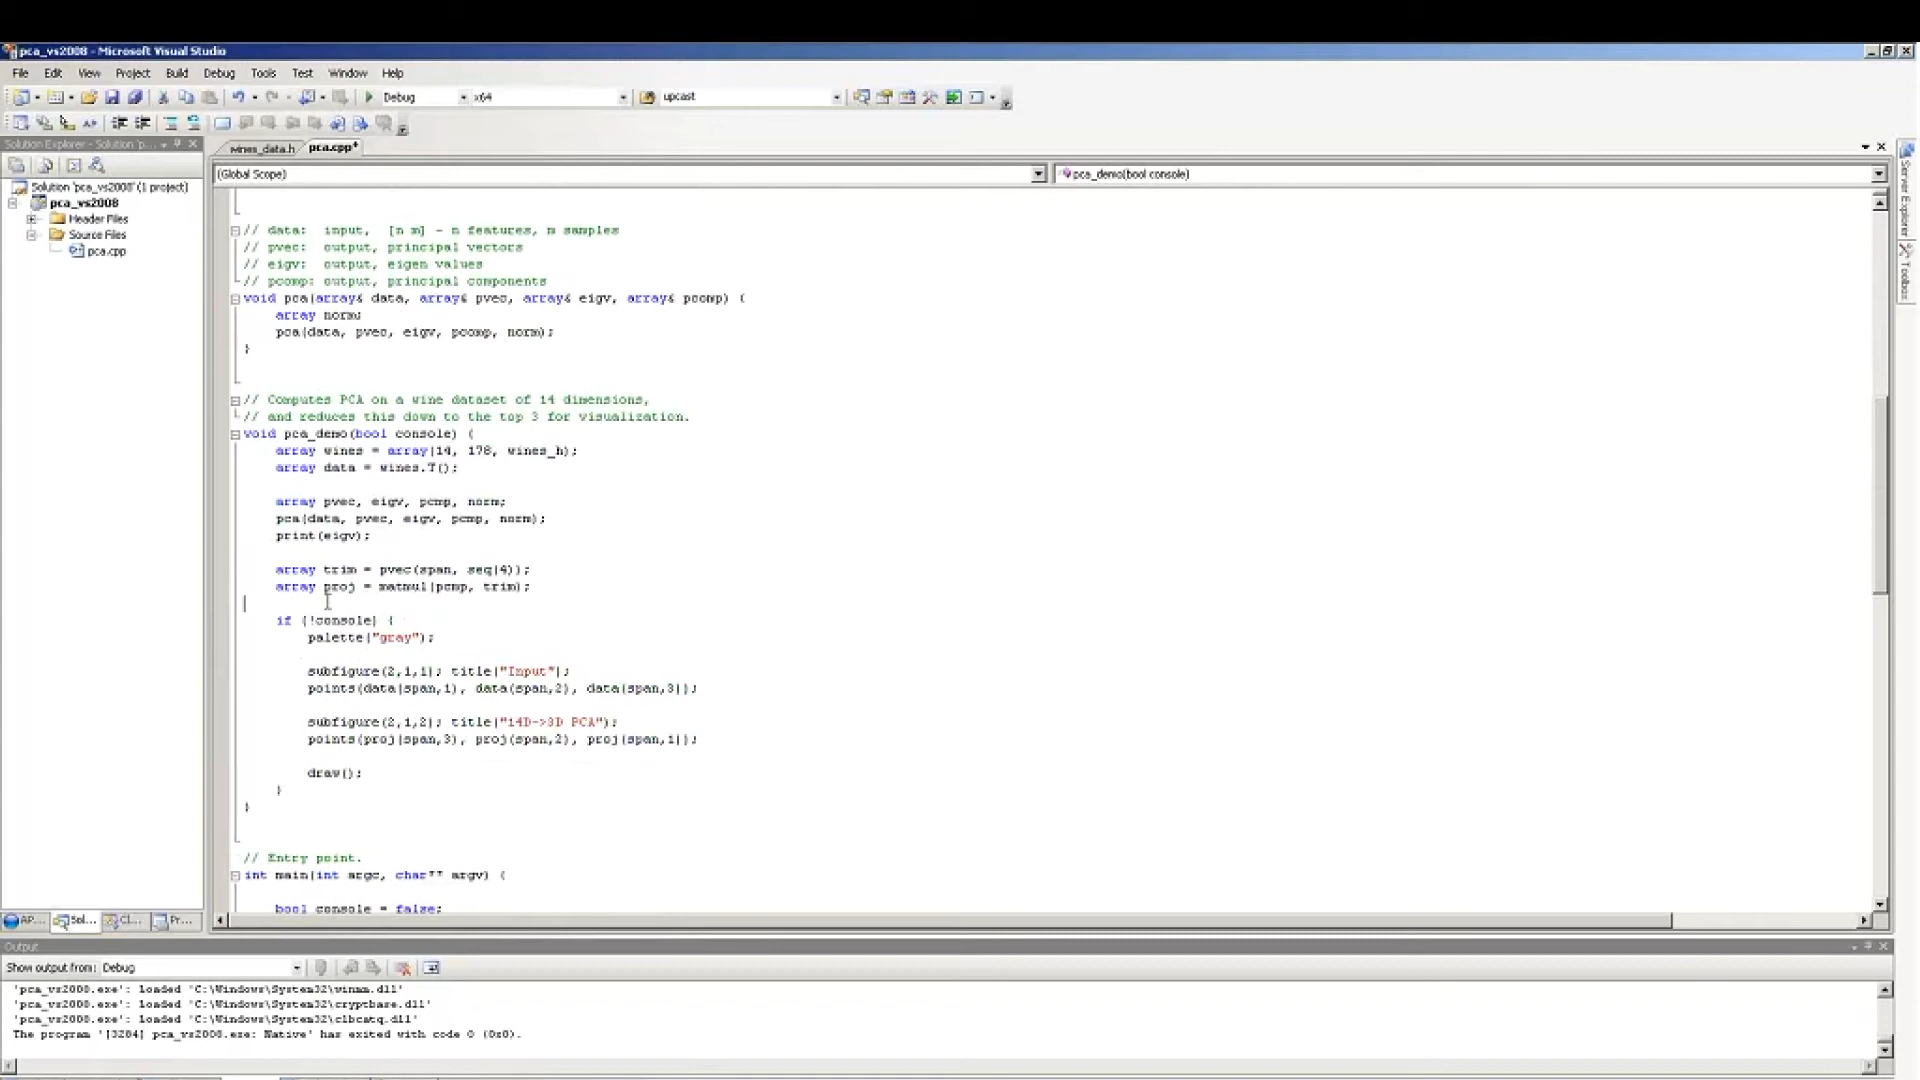 pca_vs2008 - Microsoft Visual Studio
File Edit View Project Build Debug Tools Test Window Help
Debug x64 upcast
Solution Explorer - Solution 'p...
wines_data.h pca.cpp*
(Global Scope) pca_demo(bool console)
Solution 'pca_vs2008' (1 project)
pca_vs2008
Header Files
Source Files
pca.cpp
// data: input, [n m] - n features, m samples
// pvec: output, principal vectors
// eigv: output, eigen values
// pcomp: output, principal components
void pca(array& data, array& pvec, array& eigv, array& pcomp) {
array norm;
pca(data, pvec, eigv, pcomp, norm);
}
// Computes PCA on a wine dataset of 14 dimensions,
// and reduces this down to the top 3 for visualization.
void pca_demo(bool console) {
array wines = array(14, 178, wines_h);
array data = wines.T();
array pvec, eigv, pcmp, norm;
pca(data, pvec, eigv, pcmp, norm);
print(eigv);
array trim = pvec(span, seq(4));
array proj = matmul(pcmp, trim);
if (!console) {
palette("gray");
subfigure(2,1,1); title("Input");
points(data(span,1), data(span,2), data(span,3));
subfigure(2,1,2); title("14D->3D PCA");
points(proj(span,3), proj(span,2), proj(span,1));
draw();
}
}
// Entry point.
int main(int argc, char** argv) {
bool console = false;
AP... Sol... Cl... Pr...
Server Explorer
Toolbox
Output
Show output from: Debug
'pca_vs2008.exe': Loaded 'C:\Windows\System32\winmm.dll'
'pca_vs2008.exe': Loaded 'C:\Windows\System32\cryptbase.dll'
'pca_vs2008.exe': Loaded 'C:\Windows\System32\clbcatq.dll'
The program '[3284] pca_vs2008.exe: Native' has exited with code 0 (0x0).